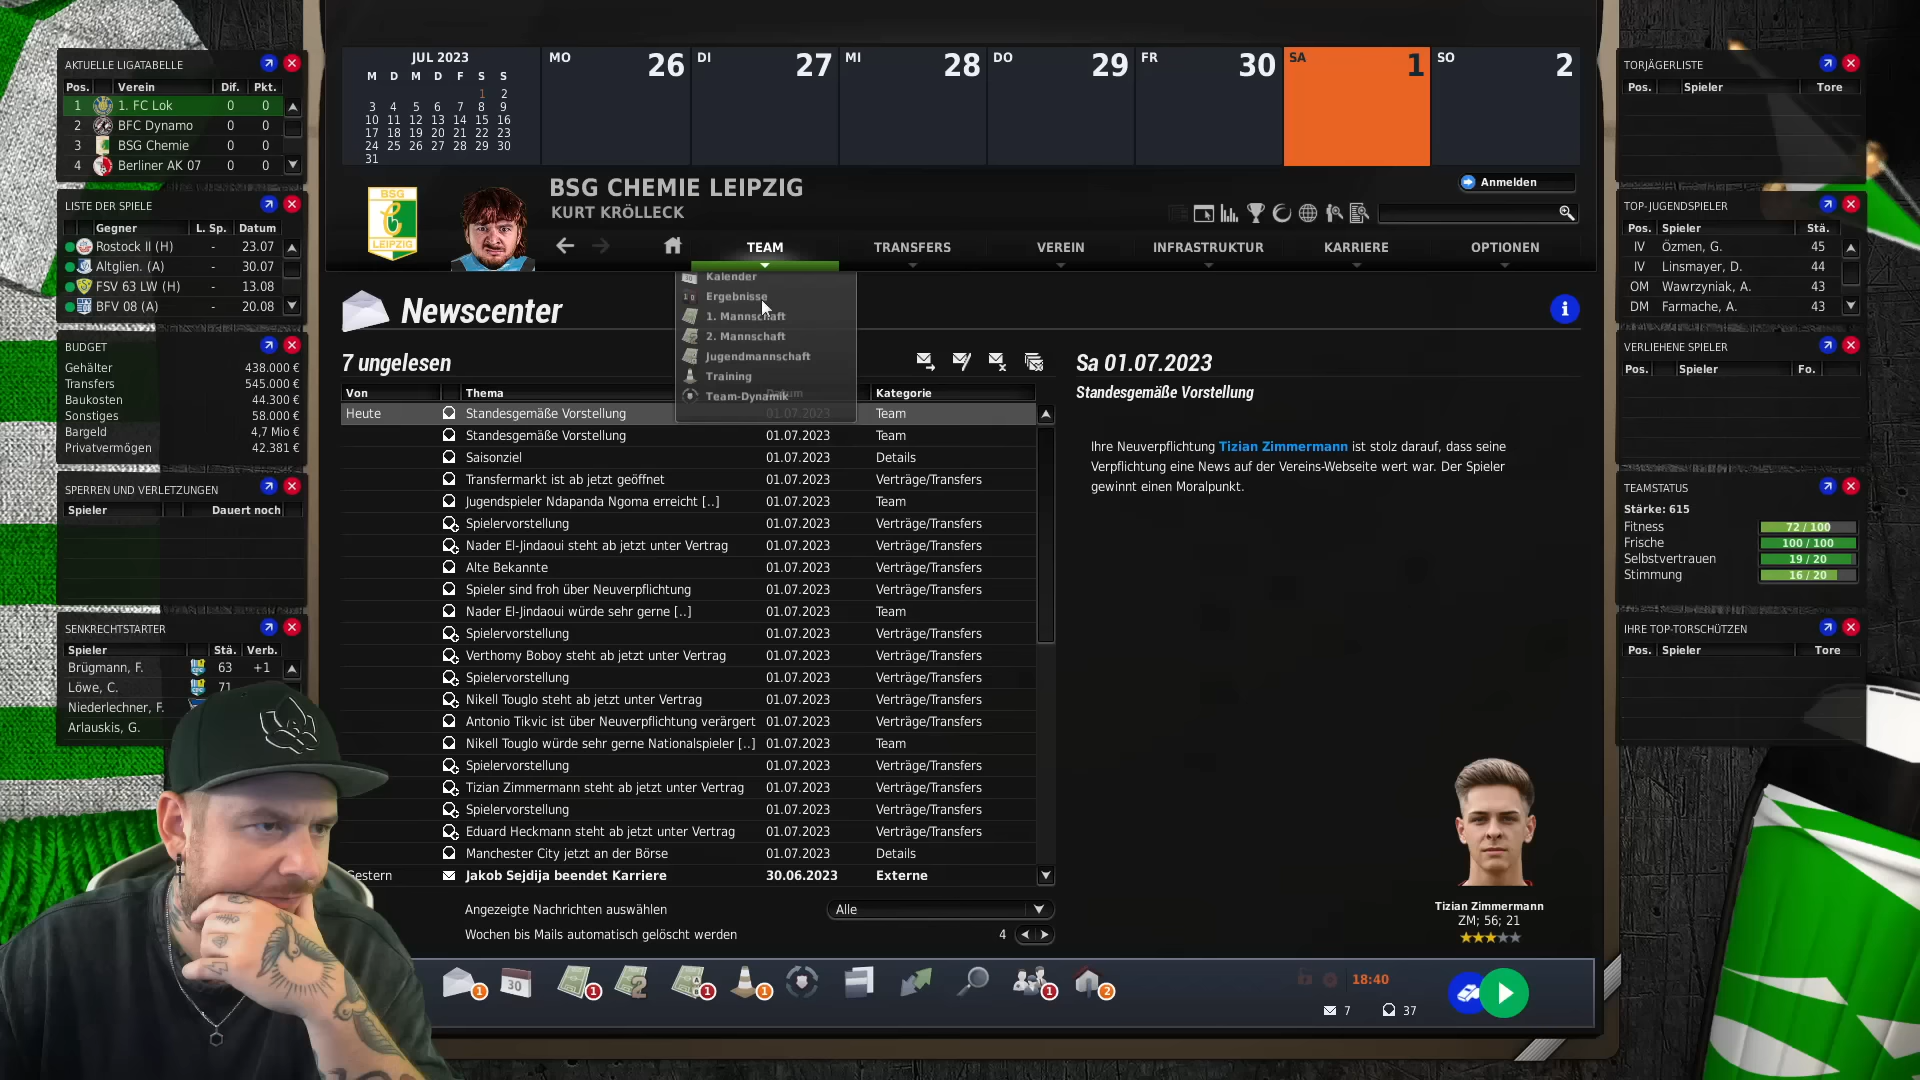 AKTUELLE LIGATABELLE
Pos. Verein Dif. Pkt.
1 1. FC Lok 0 0
2 BFC Dynamo 0 0
3 BSG Chemie 0 0
4 Berliner AK 07 0 0
LISTE DER SPIELE
Gegner L. Sp. Datum
Rostock II (H) - 23.07
Altglien. (A) - 30.07
FSV 63 LW (H) - 13.08
BFV 08 (A) - 20.08
BUDGET
Gehälter 438.000 €
Transfers 545.000 €
Baukosten 44.300 €
Sonstiges 58.000 €
Bargeld 4,7 Mio €
Privatvermögen 42.381 €
SPERREN UND VERLETZUNGEN
Spieler Dauert noch
SENKRECHTSTARTER
Spieler Stä. Verb.
Brügmann, F. 63 +1
Löwe, C. 71
Niederlechner, F.
Arlauskis, G.
JUL 2023
M D M D F S S
1 2
3 4 5 6 7 8 9
10 11 12 13 14 15 16
17 18 19 20 21 22 23
24 25 26 27 28 29 30
31
MO 26 DI 27 MI 28 DO 29 FR 30 SA 1 SO 2
BSG
LEIPZIG
BSG CHEMIE LEIPZIG
KURT KRÖLLECK
Anmelden
TEAM TRANSFERS VEREIN INFRASTRUKTUR KARRIERE OPTIONEN
Kalender
Ergebnisse
1. Mannschaft
2. Mannschaft
Jugendmannschaft
Training
Team-Dynamik
Newscenter
7 ungelesen
Von Thema Datum Kategorie
Heute Standesgemäße Vorstellung 01.07.2023 Team
Standesgemäße Vorstellung 01.07.2023 Team
Saisonziel 01.07.2023 Details
Transfermarkt ist ab jetzt geöffnet 01.07.2023 Verträge/Transfers
Jugendspieler Ndapanda Ngoma erreicht [..] 01.07.2023 Team
Spielervorstellung 01.07.2023 Verträge/Transfers
Nader El-Jindaoui steht ab jetzt unter Vertrag 01.07.2023 Verträge/Transfers
Alte Bekannte 01.07.2023 Verträge/Transfers
Spieler sind froh über Neuverpflichtung 01.07.2023 Verträge/Transfers
Nader El-Jindaoui würde sehr gerne [..] 01.07.2023 Team
Spielervorstellung 01.07.2023 Verträge/Transfers
Verthomy Boboy steht ab jetzt unter Vertrag 01.07.2023 Verträge/Transfers
Spielervorstellung 01.07.2023 Verträge/Transfers
Nikell Touglo steht ab jetzt unter Vertrag 01.07.2023 Verträge/Transfers
Antonio Tikvic ist über Neuverpflichtung verärgert 01.07.2023 Verträge/Transfers
Nikell Touglo würde sehr gerne Nationalspieler [..] 01.07.2023 Team
Spielervorstellung 01.07.2023 Verträge/Transfers
Tizian Zimmermann steht ab jetzt unter Vertrag 01.07.2023 Verträge/Transfers
Spielervorstellung 01.07.2023 Verträge/Transfers
Eduard Heckmann steht ab jetzt unter Vertrag 01.07.2023 Verträge/Transfers
Manchester City jetzt an der Börse 01.07.2023 Details
Gestern Jakob Sejdija beendet Karriere 30.06.2023 Externe
Angezeigte Nachrichten auswählen Alle
Wochen bis Mails automatisch gelöscht werden 4
Sa 01.07.2023
Standesgemäße Vorstellung
Ihre Neuverpflichtung Tizian Zimmermann ist stolz darauf, dass seine
Verpflichtung eine News auf der Vereins-Webseite wert war. Der Spieler
gewinnt einen Moralpunkt.
Tizian Zimmermann
ZM; 56; 21
1 30 1 2 1 1 1 2
18:40
7 37
TORJÄGERLISTE
Pos. Spieler Tore
TOP-JUGENDSPIELER
Pos. Spieler Stä.
IV Özmen, G. 45
IV Linsmayer, D. 44
OM Wawrzyniak, A. 43
DM Farmache, A. 43
VERLIEHENE SPIELER
Pos. Spieler Fo.
TEAMSTATUS
Stärke: 615
Fitness 72 / 100
Frische 100 / 100
Selbstvertrauen 19 / 20
Stimmung 16 / 20
IHRE TOP-TORSCHÜTZEN
Pos. Spieler Tore